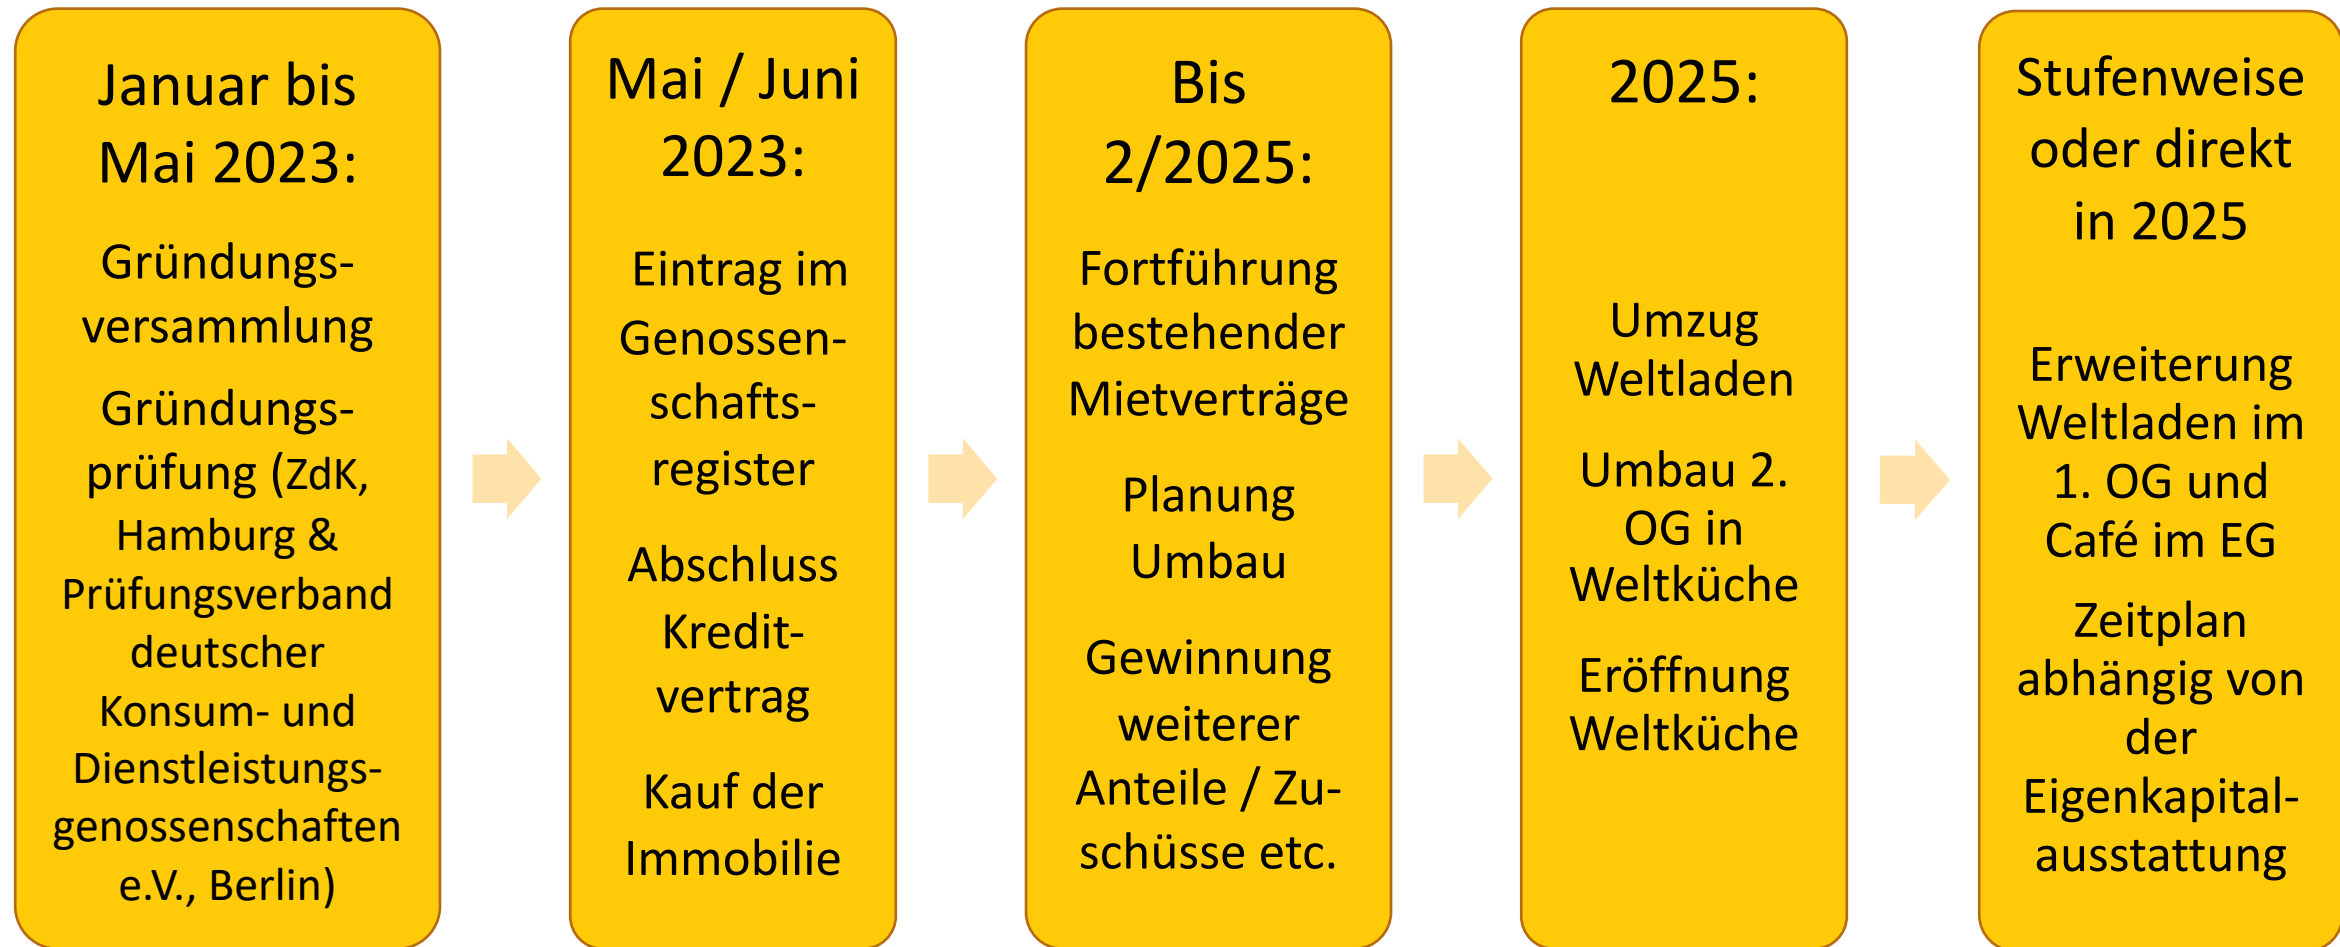 Januar bis
Mai 2023:
Gründungs-
versammlung
Gründungs-
prüfung (ZdK,
Hamburg &
Prüfungsverband
deutscher
Konsum- und
Dienstleistungs-
genossenschaften
e.V., Berlin)
Mai / Juni
2023:
Eintrag im
Genossen-
schafts-
register
Abschluss
Kredit-
vertrag
Kauf der
Immobilie
Bis
2/2025:
Fortführung
bestehender
Mietverträge
Planung
Umbau
Gewinnung
weiterer
Anteile / Zu-
schüsse etc.
2025:
Umzug
Weltladen
Umbau 2.
OG in
Weltküche
Eröffnung
Weltküche
Stufenweise
oder direkt
in 2025
Erweiterung
Weltladen im
1. OG und
Café im EG
Zeitplan
abhängig von
der
Eigenkapital-
ausstattung